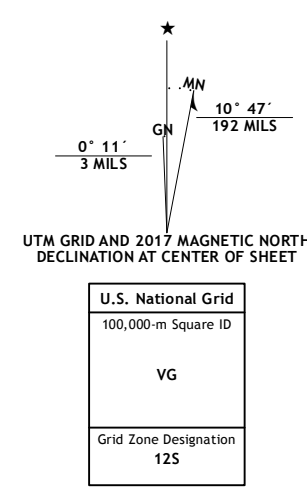 ★
MN
GN
10° 47´
192 MILS
0° 11´
3 MILS
UTM GRID AND 2017 MAGNETIC NORTH
DECLINATION AT CENTER OF SHEET
U.S. National Grid
100,000-m Square ID
VG
Grid Zone Designation
12S